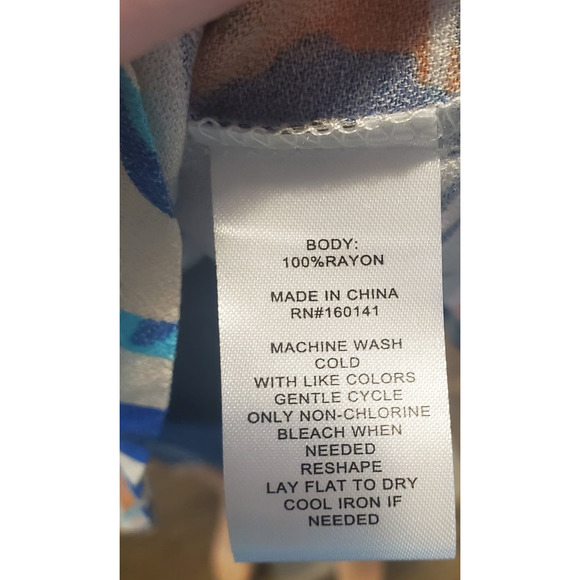 BODY:
100%RAYON
MADE IN CHINA
RN#160141
MACHINE WASH
COLD
WITH LIKE COLORS
GENTLE CYCLE
ONLY NON-CHLORINE
BLEACH WHEN
NEEDED
RESHAPE
LAY FLAT TO DRY
COOL IRON IF
NEEDED